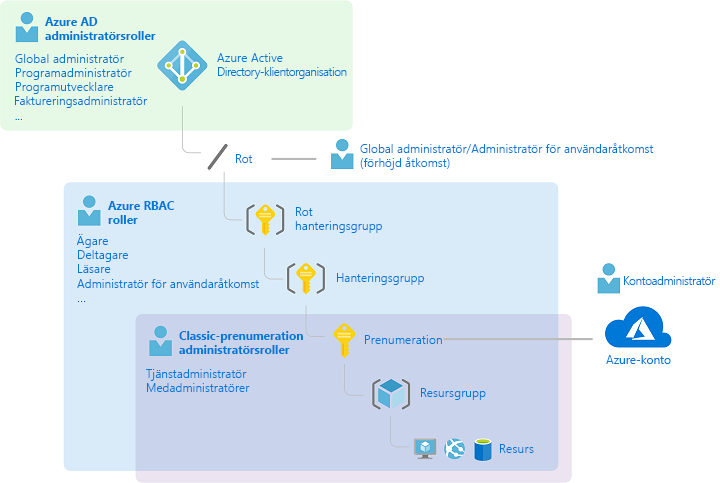 Azure AD
administratörsroller
Global administratör
Programadministratör
Programutvecklare
Faktureringsadministratör
...
Azure Active
Directory-klientorganisation
Rot
Global administratör/Administratör för användaråtkomst
(förhöjd åtkomst)
Azure RBAC
roller
Ägare
Deltagare
Läsare
Administratör för användaråtkomst
...
Rot
hanteringsgrupp
Hanteringsgrupp
Kontoadministratör
Classic-prenumeration
administratörsroller
Tjänstadministratör
Medadministratörer
Prenumeration
Azure-konto
Resursgrupp
Resurs